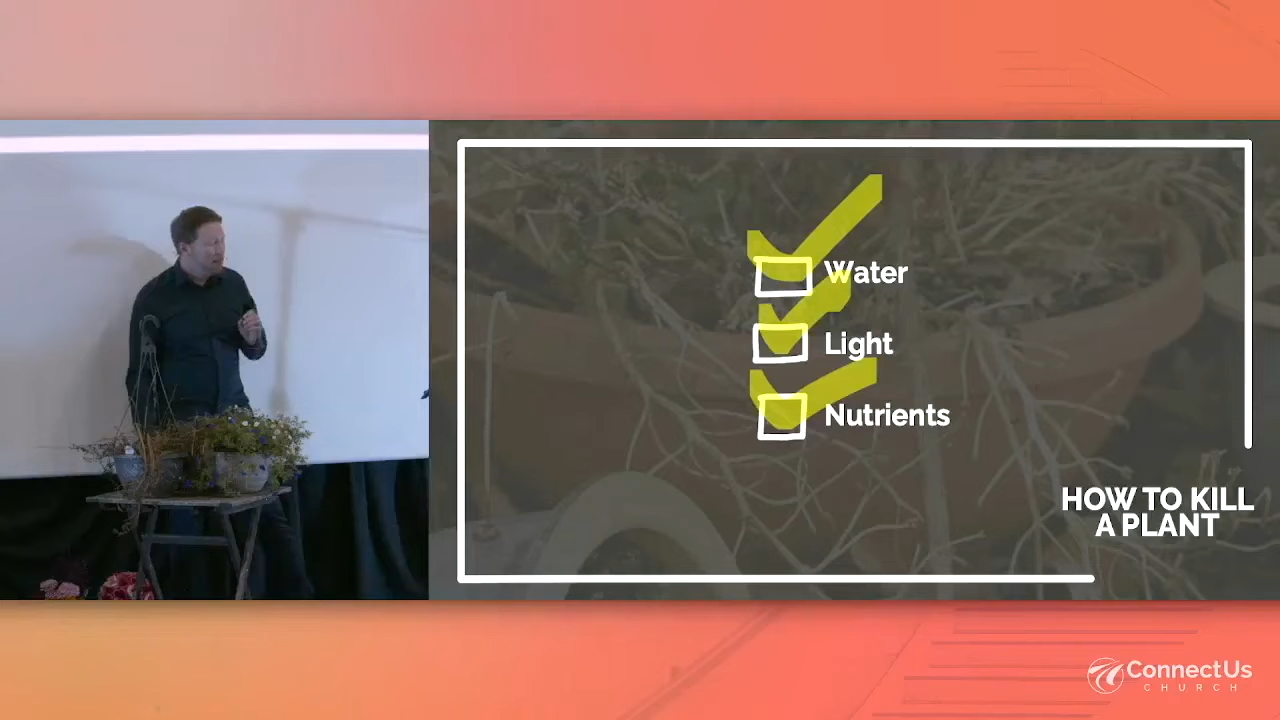 Water
Light
Nutrients
HOW TO KILL
A PLANT
ConnectUs
CHURCH